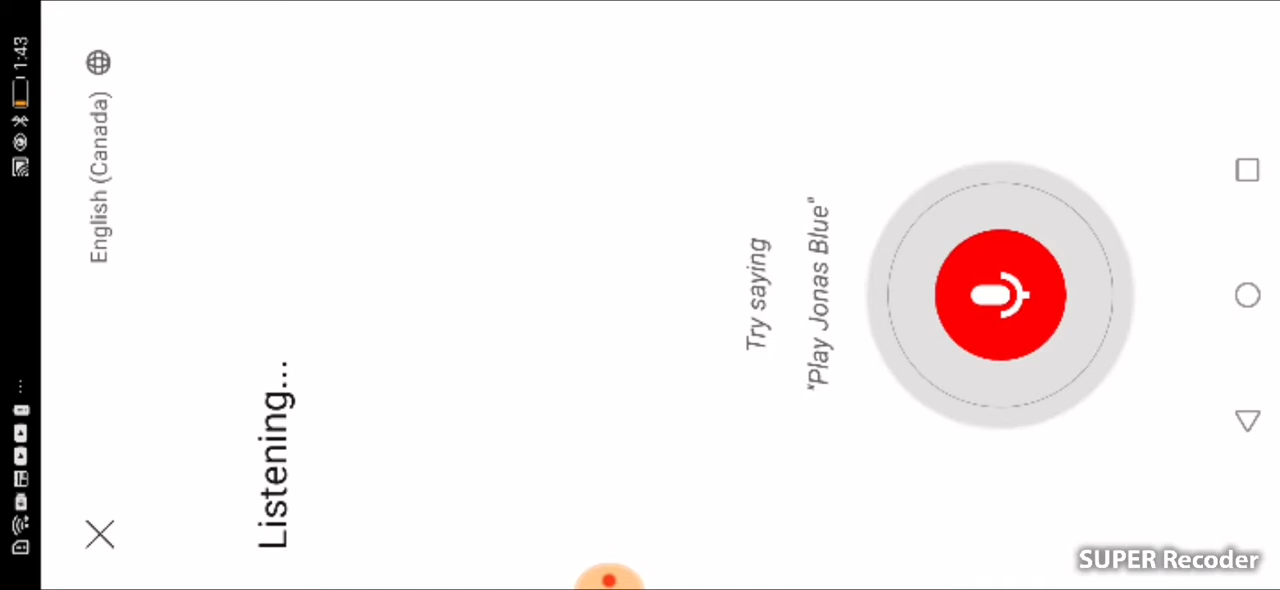 1:43
English (Canada)
Listening...
Try saying
"Play Jonas Blue"
SUPER Recoder